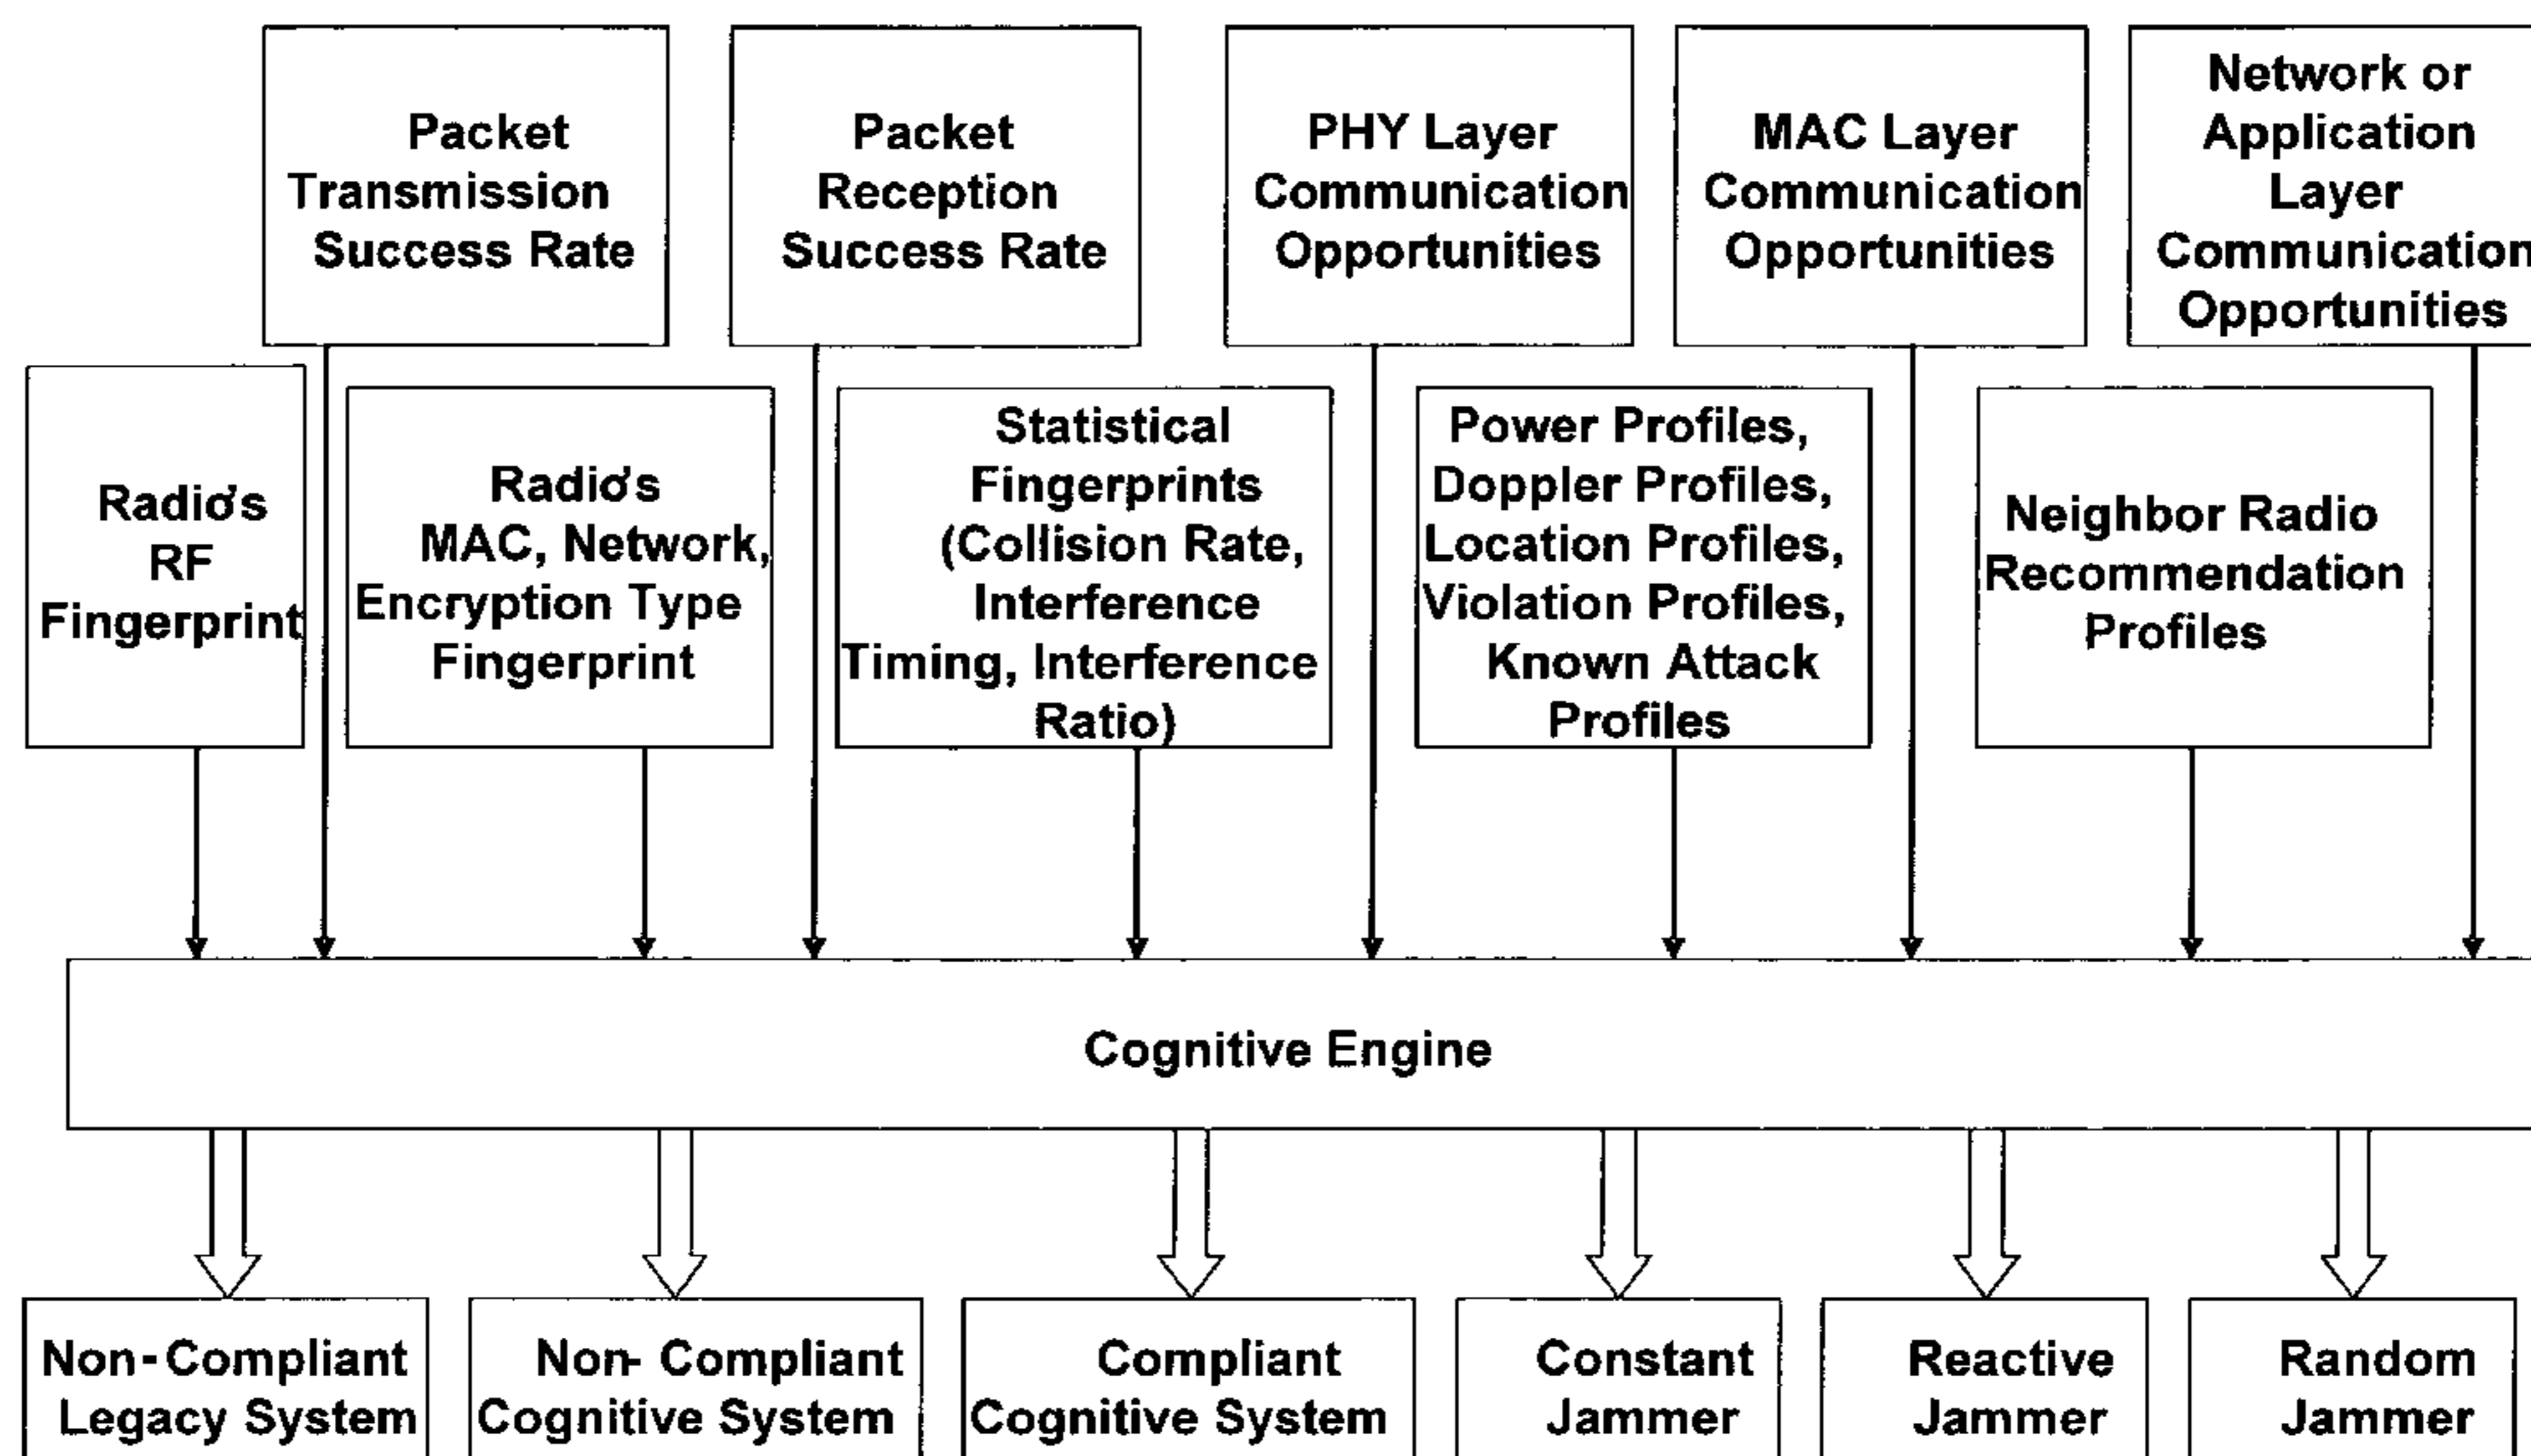 Packet
Transmission
Success Rate
Packet
Reception
Success Rate
PHY Layer
Communication
Opportunities
MAC Layer
Communication
Opportunities
Network or
Application
Layer
Communication
Opportunities
Radio's
RF
Fingerprint
Radio's
MAC, Network,
Encryption Type
Fingerprint
Statistical
Fingerprints
(Collision Rate,
Interference
Timing, Interference
Ratio)
Power Profiles,
Doppler Profiles,
Location Profiles,
Violation Profiles,
Known Attack
Profiles
Neighbor Radio
Recommendation
Profiles
Cognitive Engine
Non-Compliant
Legacy System
Non- Compliant
Cognitive System
Compliant
Cognitive System
Constant
Jammer
Reactive
Jammer
Random
Jammer